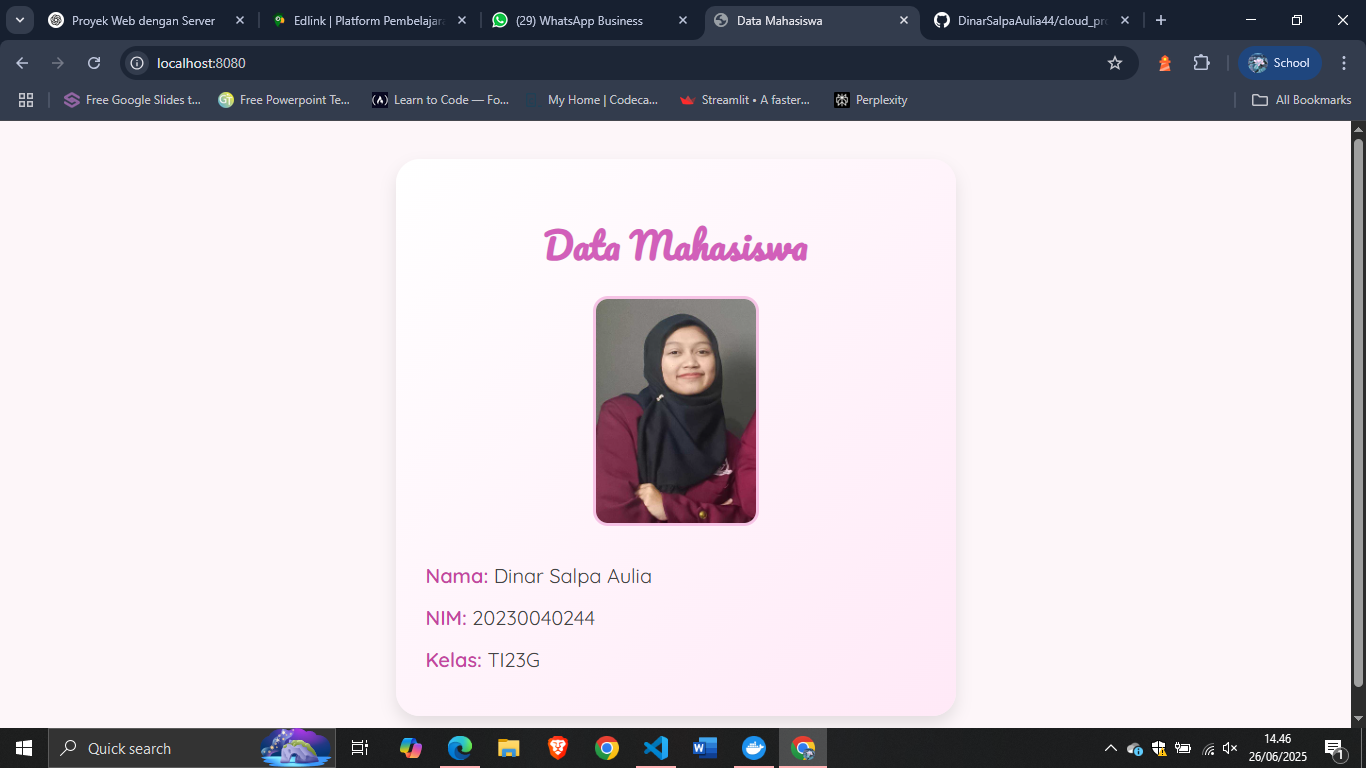 Proyek Web dengan Server
Edlink | Platform Pembelajara
(29) WhatsApp Business
Data Mahasiswa
DinarSalpaAulia44/cloud_pro
localhost:8080
School
Free Google Slides t...
Free Powerpoint Te...
Learn to Code — Fo...
My Home | Codeca...
Streamlit • A faster...
Perplexity
All Bookmarks
Data Mahasiswa
Nama: Dinar Salpa Aulia
NIM: 20230040244
Kelas: TI23G
Quick search
14.46
26/06/2025
1